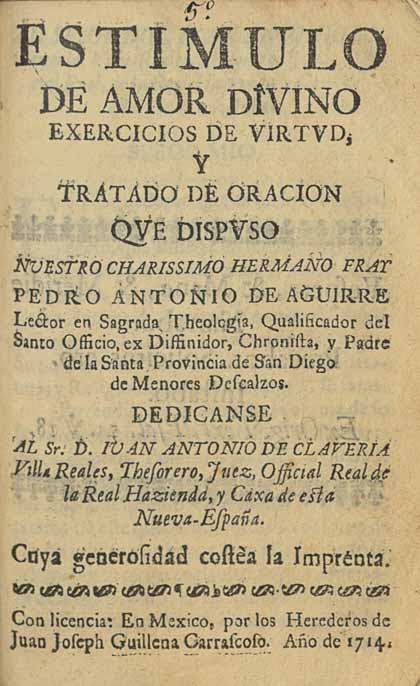 5º
ESTIMULO
DE AMOR DIVINO
EXERCICIOS DE VIRTVD,
Y
TRATADO DE ORACION
QVE DISPVSO
NVESTRO CHARISSIMO HERMANO FRAY
PEDRO ANTONIO DE AGUIRRE
Lector en Sagrada Theologia, Qualificador del
Santo Officio, ex Diffinidor, Chronista, y Padre
de la Santa Provincia de San Diego
de Menores Descalzos.
DEDICANSE
AL Sr. D. IVAN ANTONIO DE CLAVERIA
Villa Reales, Thesorero, Juez, Official Real de
la Real Hazienda, y Caxa de esta
Nueva-España.
Cuya generosidad costèa la Imprenta.
Con licencia: En Mexico, por los Herederos de
Juan Joseph Guillena Carrascoso. Año de 1714.